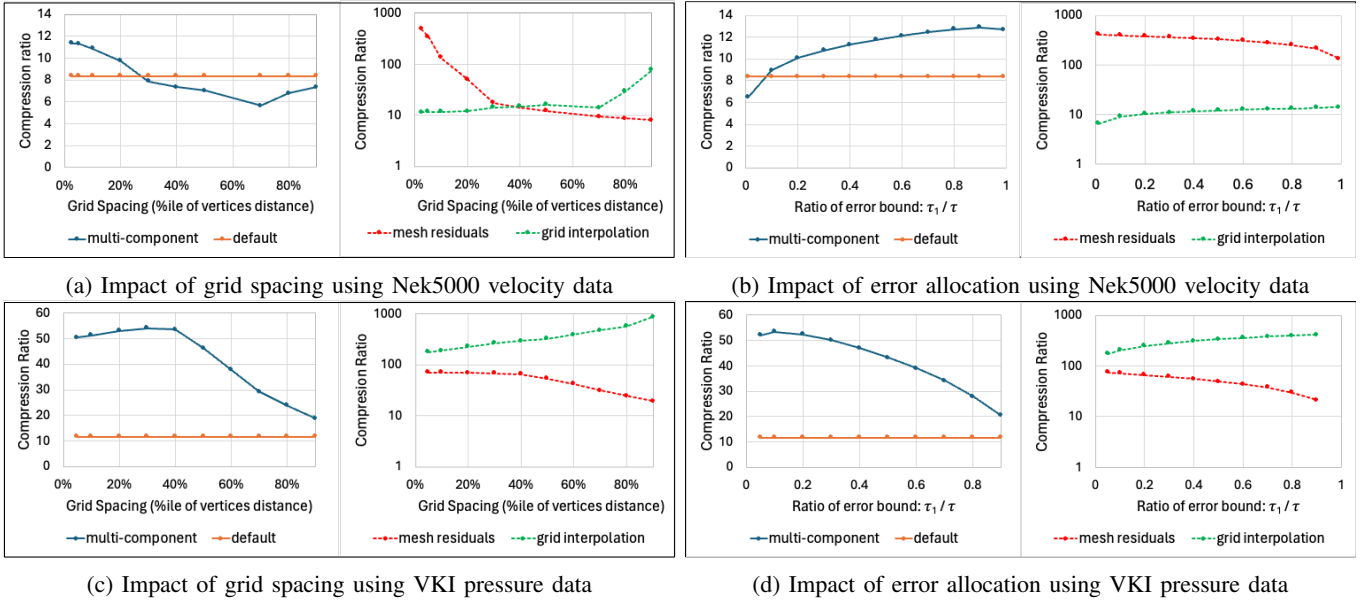 14
12
10
8
6
4
2
0
Compression ratio
0% 20% 40% 60% 80%
Grid Spacing (%ile of vertices distance)
multi-component default
1000
100
10
1
Compression Ratio
0% 20% 40% 60% 80%
Grid Spacing (%ile of vertices distance)
mesh residuals grid interpolation
(a) Impact of grid spacing using Nek5000 velocity data
14
12
10
8
6
4
2
0
Compression ratio
0 0.2 0.4 0.6 0.8 1
Ratio of error bound: τ₁ / τ
multi-component default
1000
100
10
1
Compression Ratio
0 0.2 0.4 0.6 0.8 1
Ratio of error bound: τ₁ / τ
mesh residuals grid interpolation
(b) Impact of error allocation using Nek5000 velocity data
60
50
40
30
20
10
0
Compression Ratio
0% 20% 40% 60% 80%
Grid Spacing (%ile of vertices distance)
multi-component default
1000
100
10
1
Compression Ratio
0% 20% 40% 60% 80%
Grid Spacing (%ile of vertices distance)
mesh residuals grid interpolation
(c) Impact of grid spacing using VKI pressure data
60
50
40
30
20
10
0
Compression Ratio
0 0.2 0.4 0.6 0.8
Ratio of error bound: τ₁ / τ
multi-component default
1000
100
10
1
Compression Ratio
0 0.2 0.4 0.6 0.8 1
Ratio of error bound: τ₁ / τ
mesh residuals grid interpolation
(d) Impact of error allocation using VKI pressure data